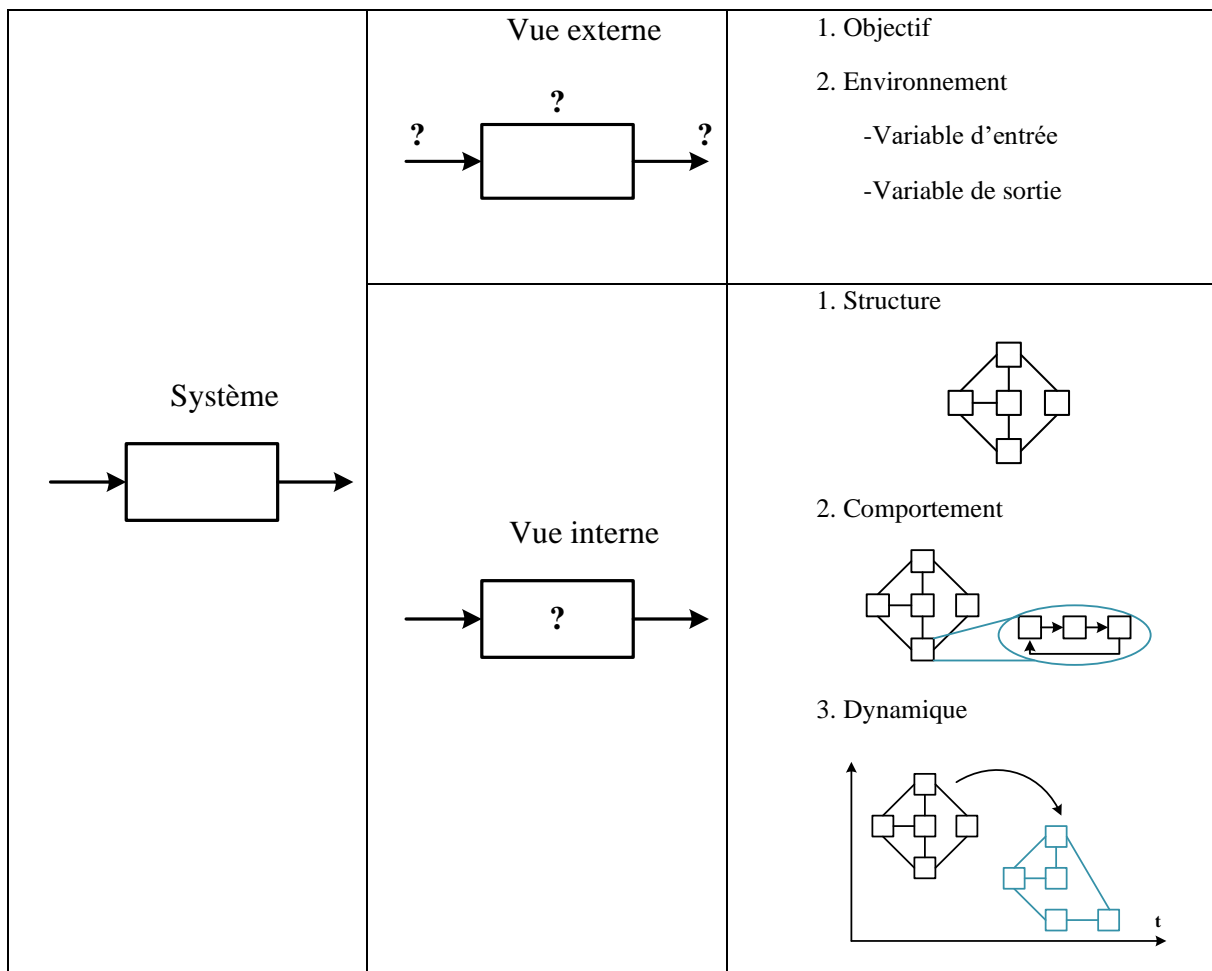 Système
Vue externe
?
?
?
1. Objectif
2. Environnement
-Variable d’entrée
-Variable de sortie
Vue interne
?
1. Structure
2. Comportement
3. Dynamique
t